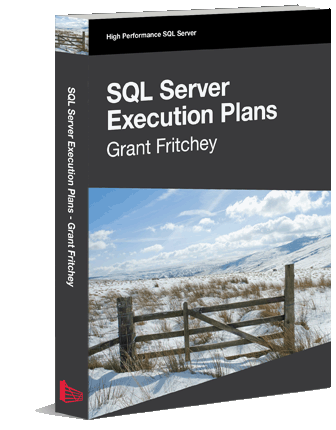 High Performance SQL Server
SQL Server
Execution Plans
Grant Fritchey
SQL Server Execution Plans - Grant Fritchey